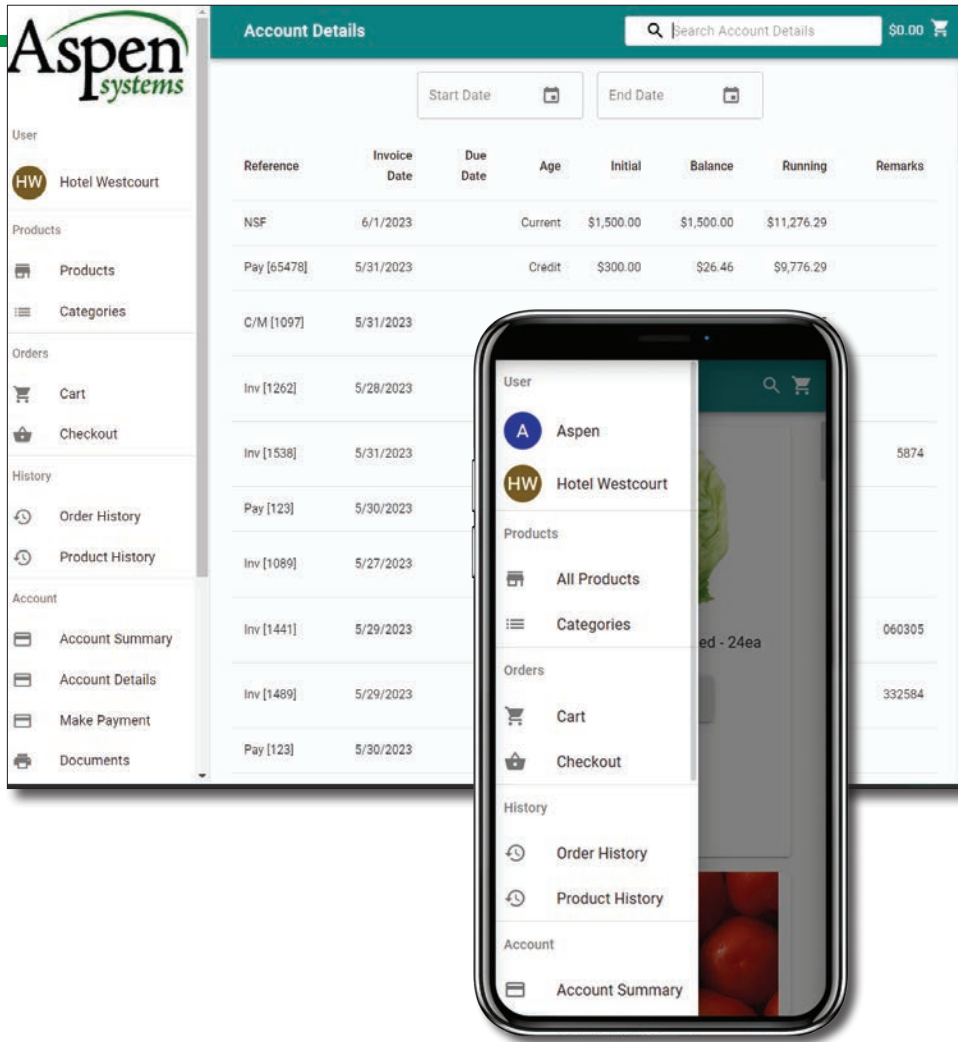 Aspen
systems
User
HW Hotel Westcourt
Products
Products
Categories
Orders
Cart
Checkout
History
Order History
Product History
Account
Account Summary
Account Details
Make Payment
Documents
Account Details
Search Account Details
$0.00
Start Date
End Date
Reference Invoice Date Due Date Age Initial Balance Running Remarks
NSF 6/1/2023 Current $1,500.00 $1,500.00 $11,276.29
Pay [65478] 5/31/2023 Credit $300.00 $26.46 $9,776.29
C/M [1097] 5/31/2023
Inv [1262] 5/28/2023
Inv [1538] 5/31/2023 5874
Pay [123] 5/30/2023
Inv [1089] 5/27/2023
Inv [1441] 5/29/2023 060305
Inv [1489] 5/29/2023 332584
Pay [123] 5/30/2023
User
A Aspen
HW Hotel Westcourt
Products
All Products
Categories
Orders
Cart
Checkout
History
Order History
Product History
Account
Account Summary
ed - 24ea